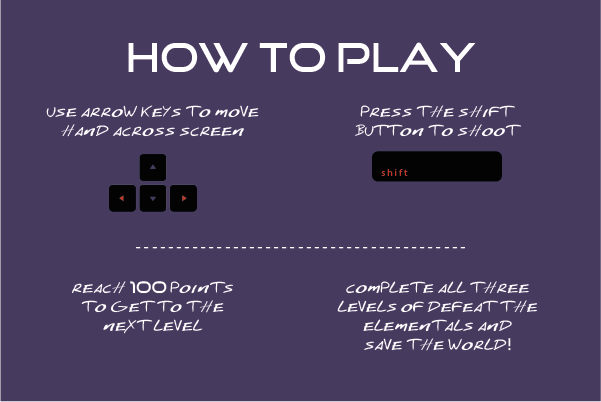 HOW TO PLAY
USE ARROW KEYS TO MOVE
HAND ACROSS SCREEN
PRESS THE SHIFT
BUTTON TO SHOOT
shift
REACH 100 POINTS
TO GET TO THE
NEXT LEVEL
COMPLETE ALL THREE
LEVELS OF DEFEAT THE
ELEMENTALS AND
SAVE THE WORLD!